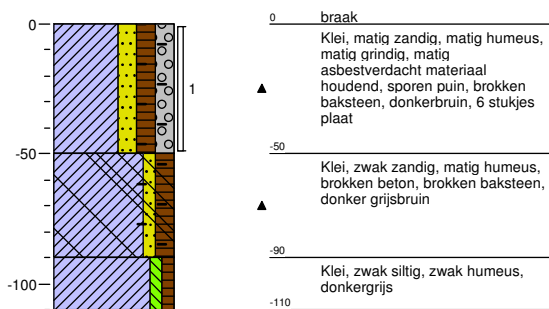 0
-50
-100
1
0
braak
Klei, matig zandig, matig humeus,
matig grindig, matig
asbestverdacht materiaal
houdend, sporen puin, brokken
baksteen, donkerbruin, 6 stukjes
plaat
-50
Klei, zwak zandig, matig humeus,
brokken beton, brokken baksteen,
donker grijsbruin
-90
Klei, zwak siltig, zwak humeus,
donkergrijs
-110